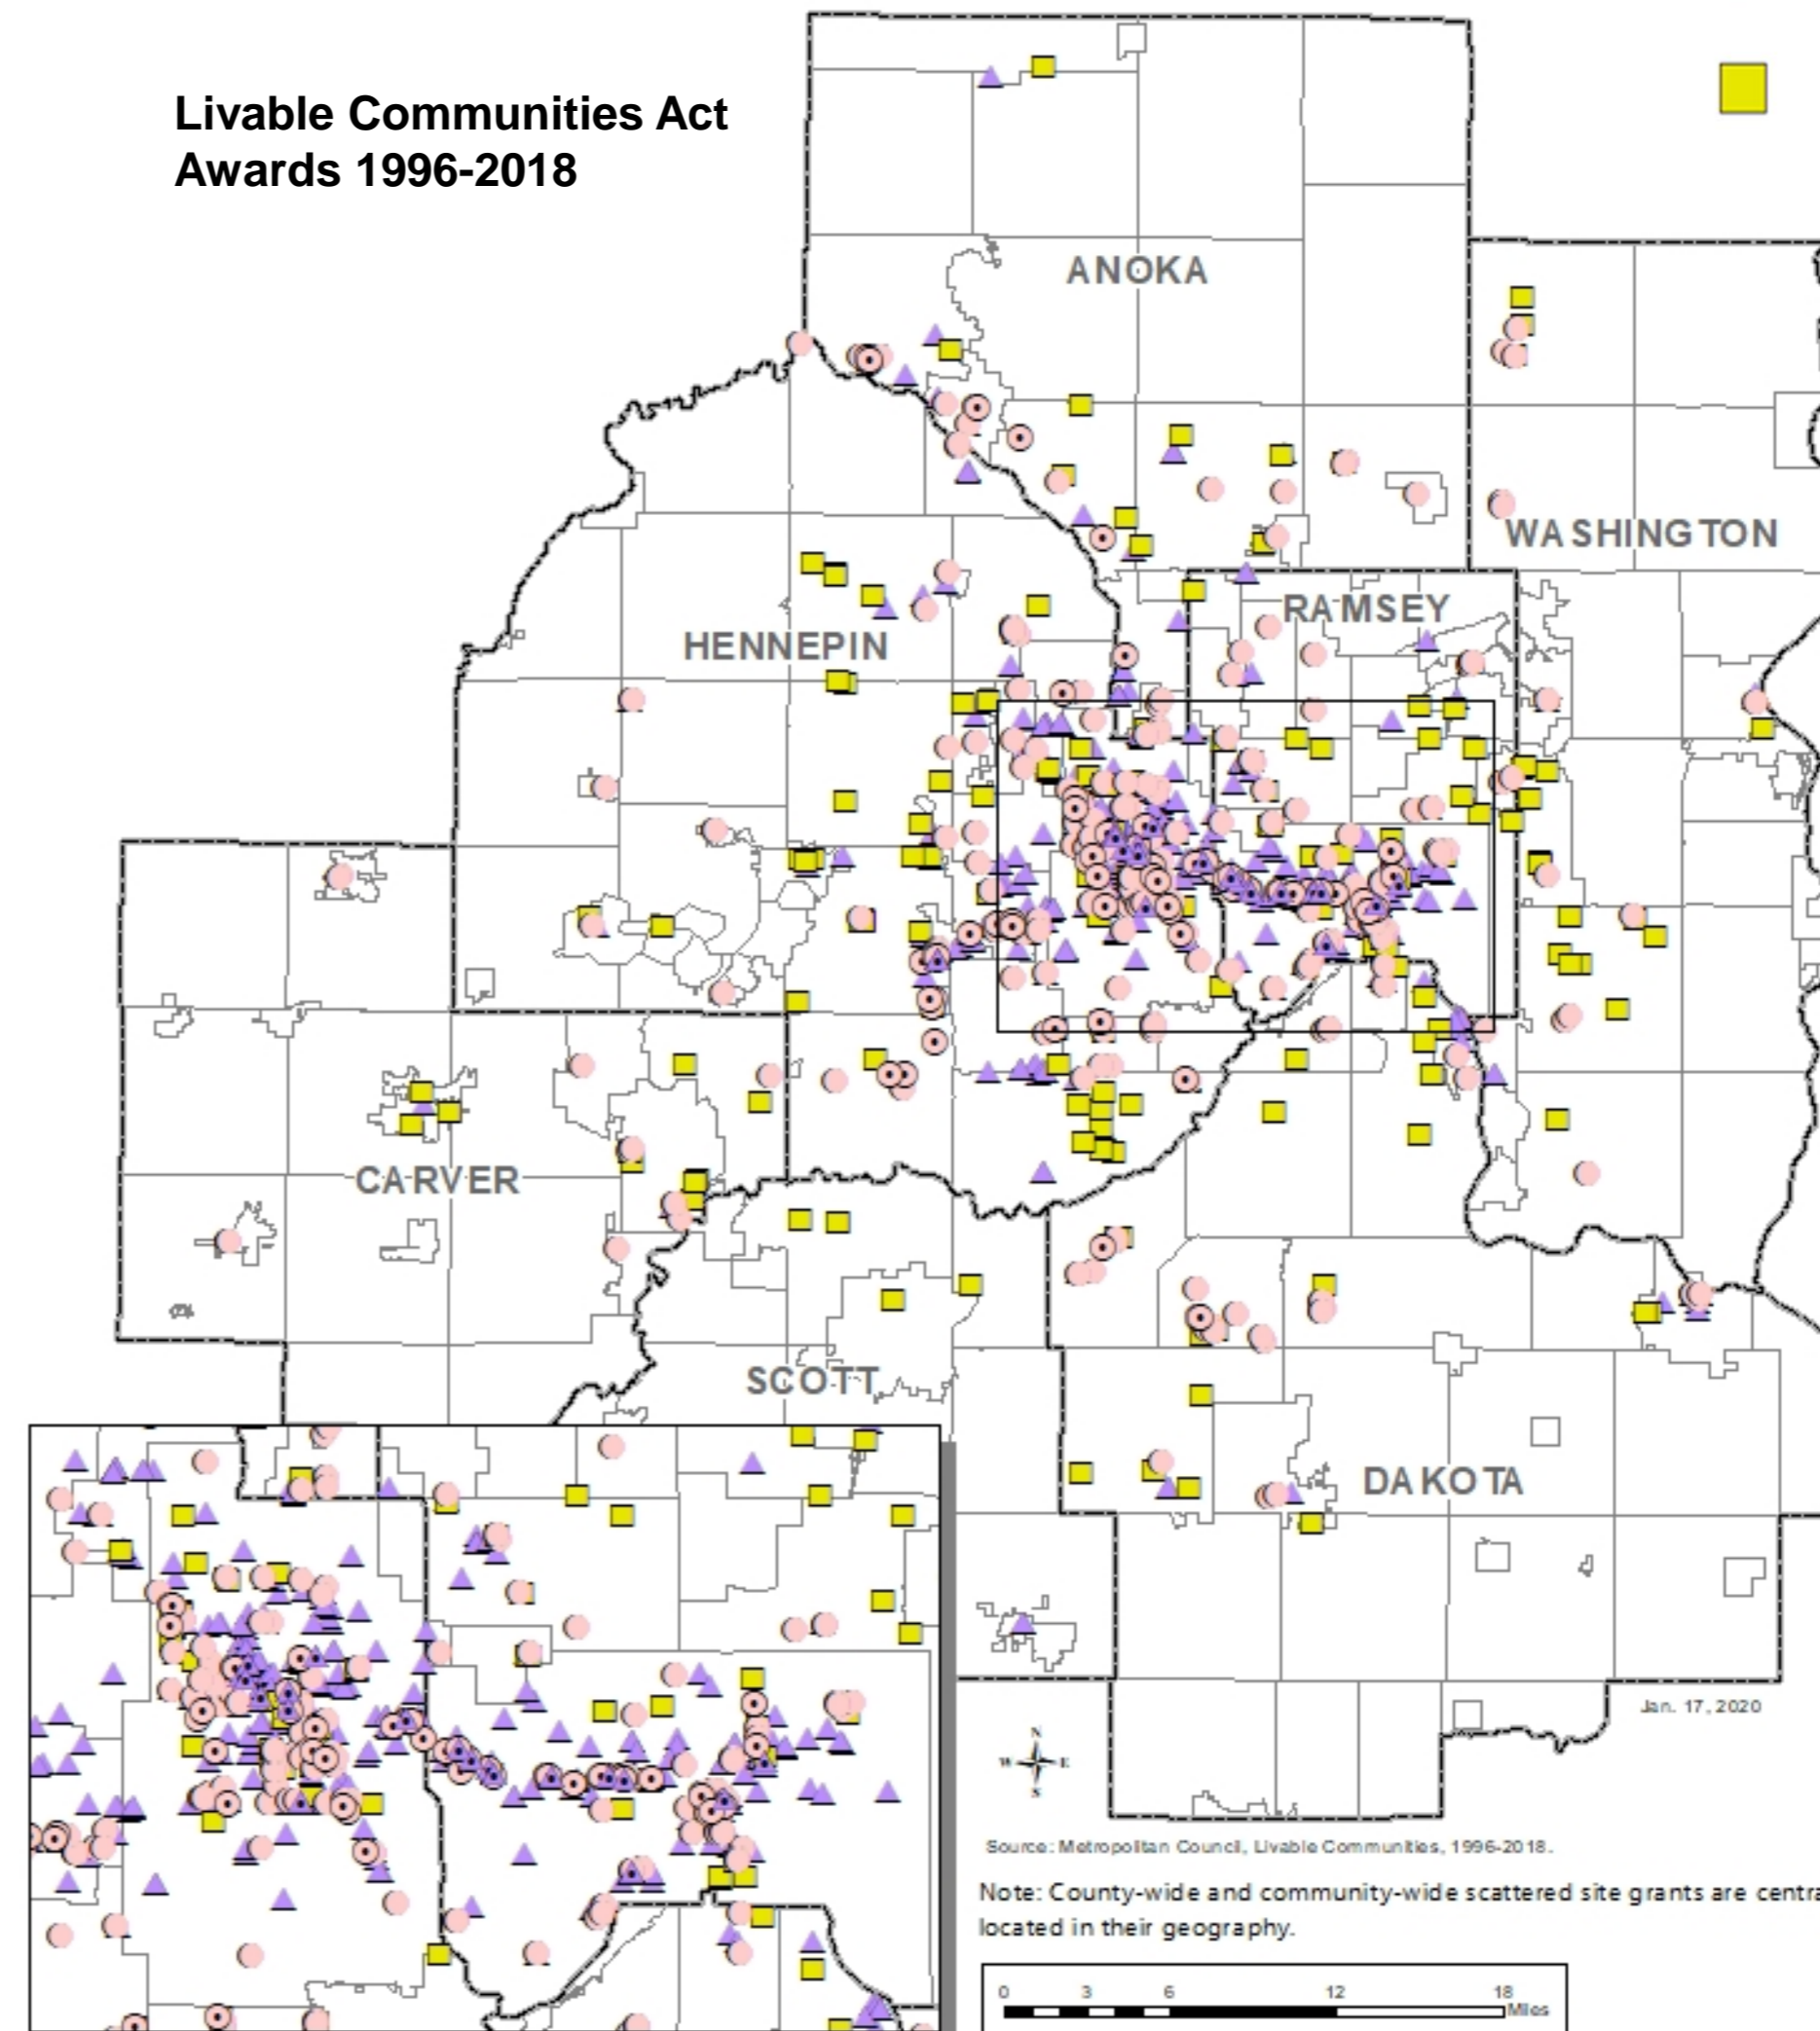 Livable Communities Act
Awards 1996-2018
ANOKA
WASHINGTON
RAMSEY
HENNEPIN
CARVER
SCOTT
DAKOTA
Jan. 17, 2020
N
W E
S
Source: Metropolitan Council, Livable Communities, 1996-2018.
Note: County-wide and community-wide scattered site grants are centra
located in their geography.
0 3 6 12 18
Miles